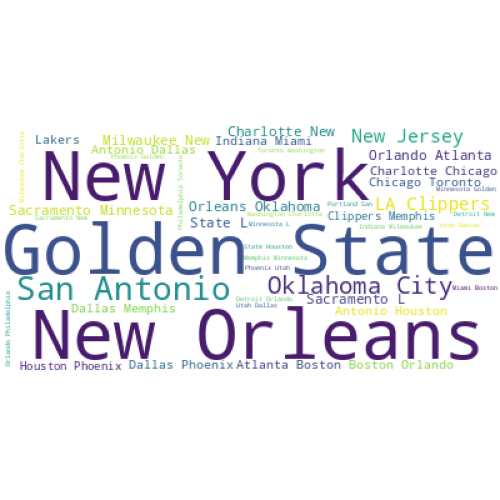 Charlotte New
New Jersey
Lakers
Milwaukee New
Indiana Miami
Antonio Dallas
Toronto Washington
Orlando Atlanta
Phoenix Golden
New York
Charlotte Chicago
Chicago Toronto
Minnesota Golden
Milwaukee Charlotte
Philadelphia Toronto
Sacramento Minnesota
Orleans Oklahoma
Portland San
LA Clippers
Sacramento New
State L
Washington Charlotte
Clippers Memphis
Detroit New
Minnesota L
Indiana Milwaukee
Utah Denver
Golden State
State Houston
Memphis Minnesota
Phoenix Utah
San Antonio
Oklahoma City
Miami Boston
Detroit Orlando
Sacramento L
Utah Dallas
Dallas Memphis
Antonio Houston
Orlando Philadelphia
New Orleans
Houston Phoenix
Dallas Phoenix
Atlanta Boston
Boston Orlando